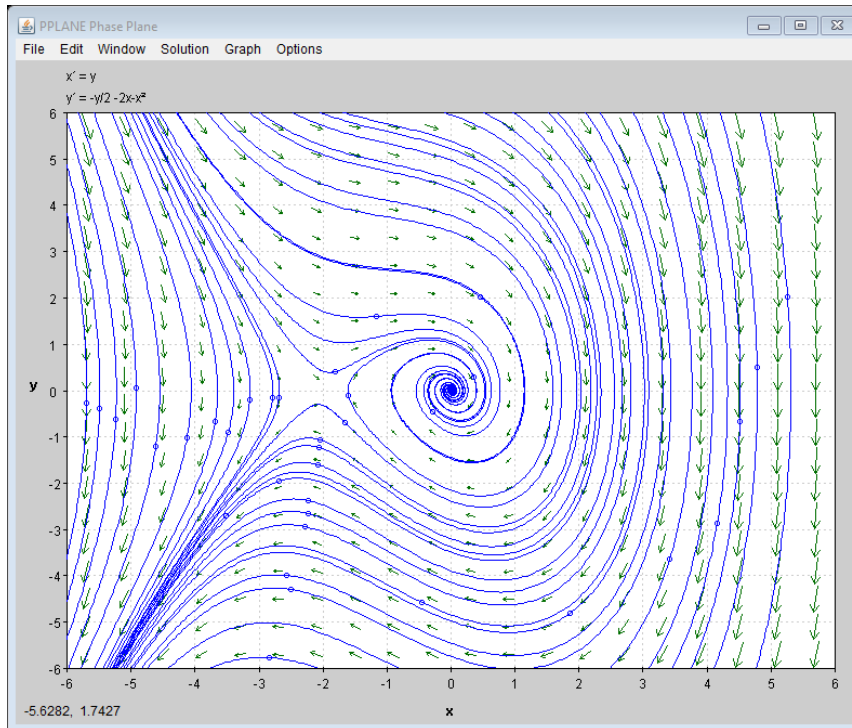 PPLANE Phase Plane
File Edit Window Solution Graph Options
x´ = y
y´ = -y/2 -2x-x²
6
5
4
3
2
1
y 0
-1
-2
-3
-4
-5
-6
-6 -5 -4 -3 -2 -1 0 1 2 3 4 5 6
-5.6282, 1.7427 x